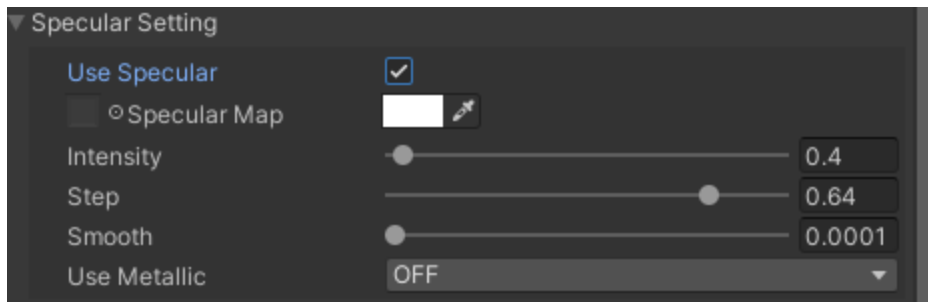 Specular Setting
Use Specular
Specular Map
Intensity 0.4
Step 0.64
Smooth 0.0001
Use Metallic OFF